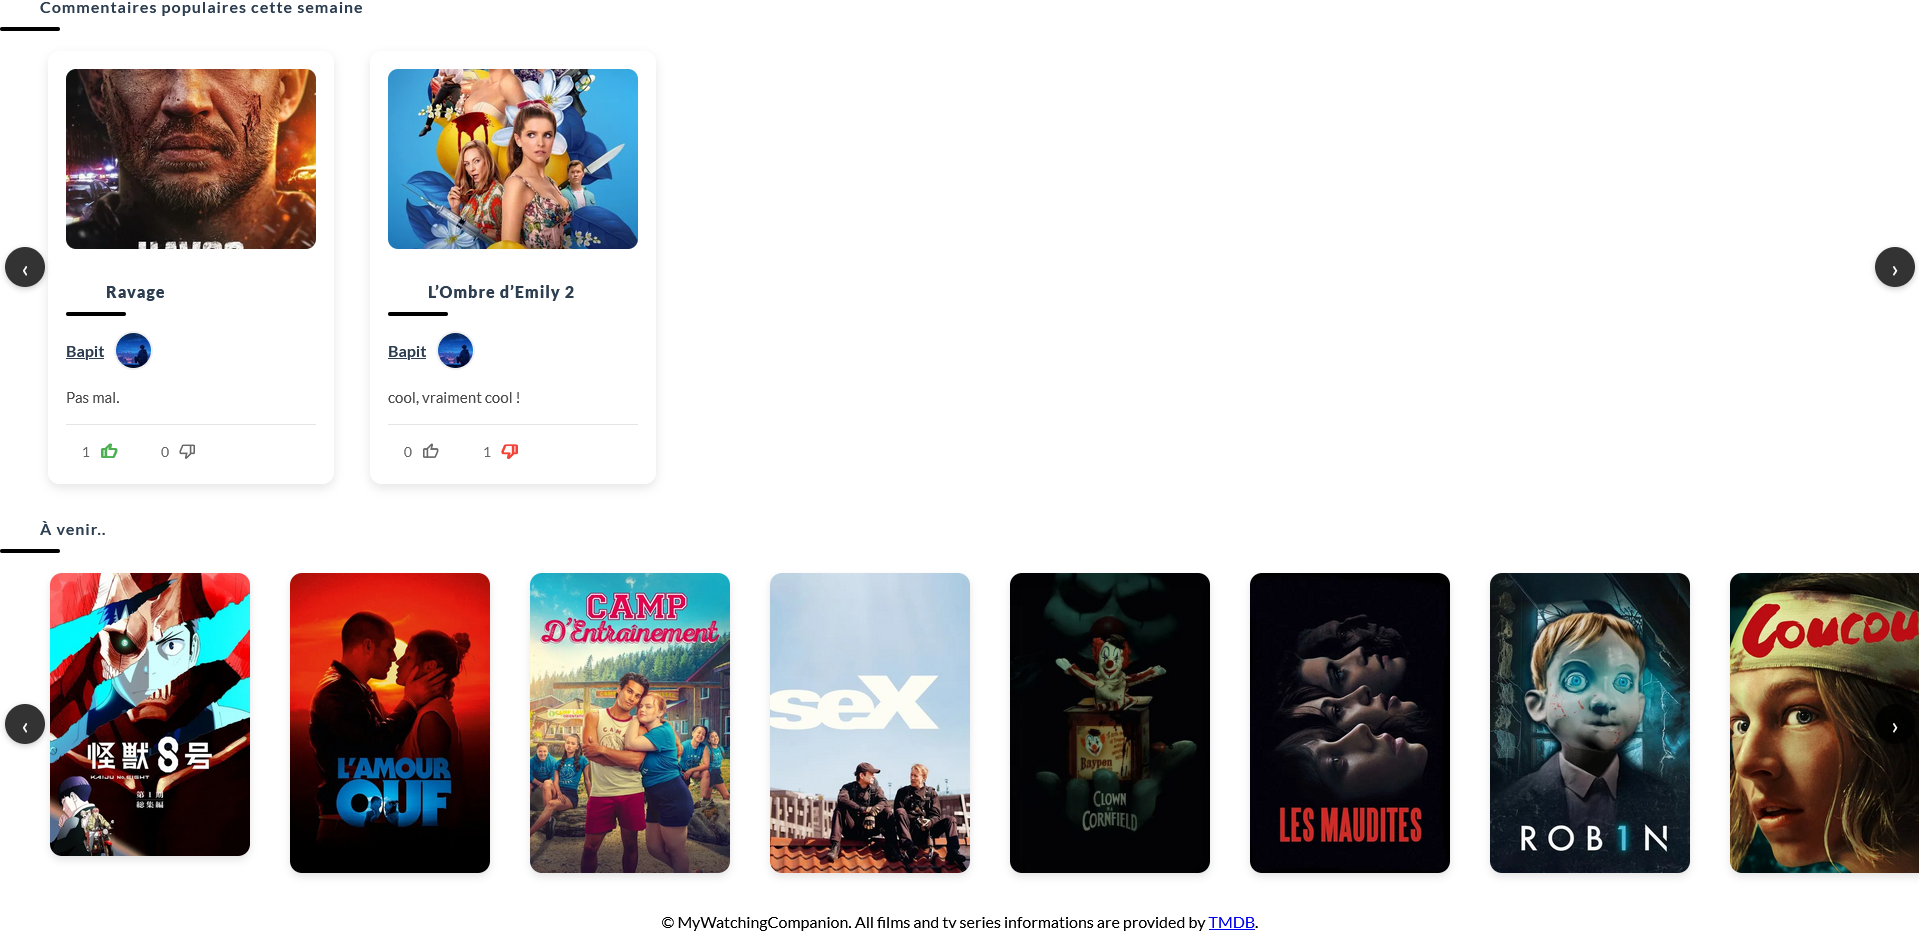 Commentaires populaires cette semaine
‹
›
Ravage
L’Ombre d’Emily 2
Bapit
Bapit
Pas mal.
cool, vraiment cool !
1
0
0
1
À venir..
怪獣8号
KAIJU No. EIGHT
第1期
総集編
L'AMOUR
OUF
CAMP
D'Entraînement
CAMP
seX
Baypen
CLOWN
CORNFIELD
LES MAUDITES
ROB1N
Coucou
‹
›
© MyWatchingCompanion. All films and tv series informations are provided by TMDB.